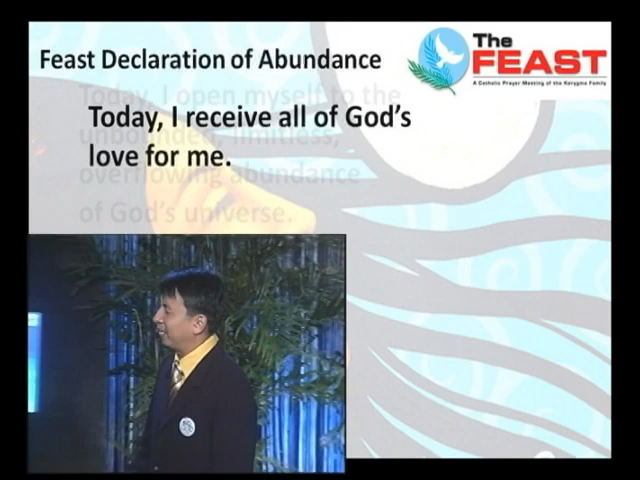 The
FEAST
A Catholic Prayer Meeting of the Kerygma Family
Feast Declaration of Abundance
Today, I receive all of God's
love for me.
Today, I open myself to the
unbounded, limitless,
overflowing abundance
of God's universe.